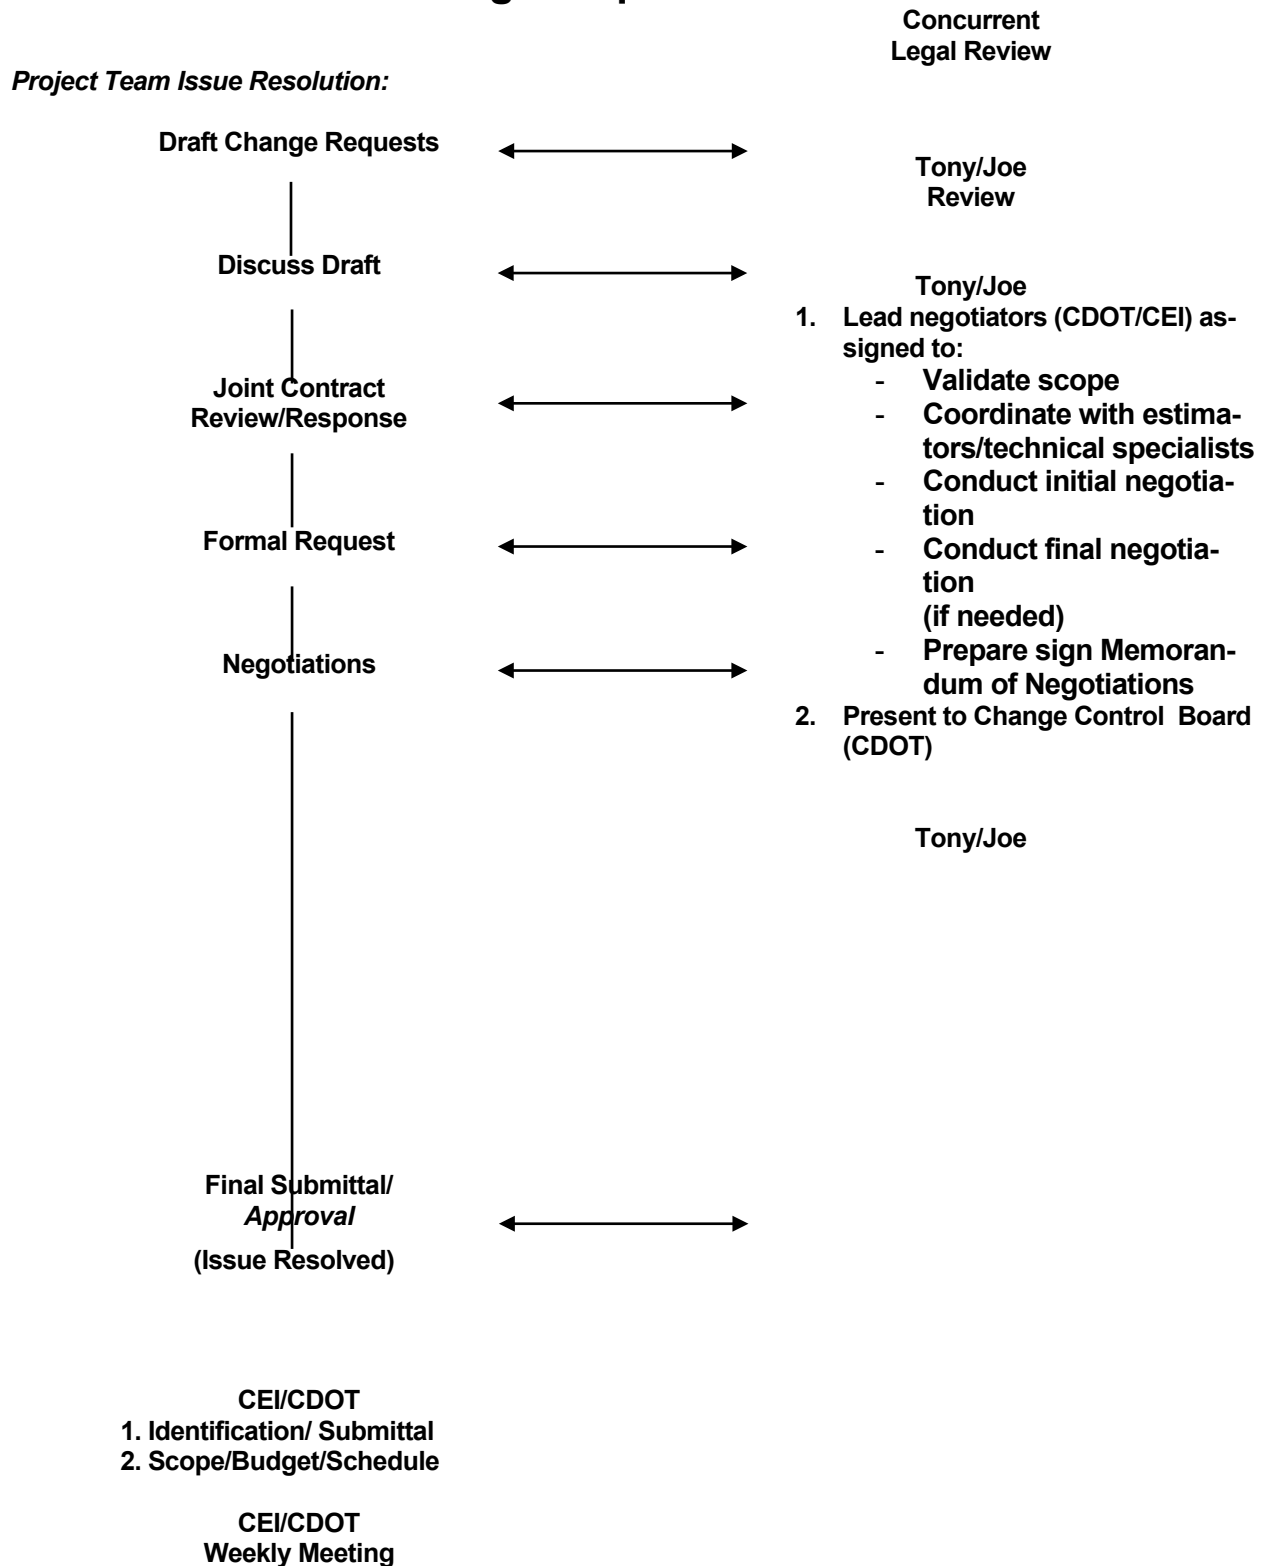 Concurrent
Legal Review
Project Team Issue Resolution:
Draft Change Requests
Tony/Joe
Review
Discuss Draft
Tony/Joe
1. Lead negotiators (CDOT/CEI) as-
signed to:
- Validate scope
- Coordinate with estima-
tors/technical specialists
- Conduct initial negotia-
tion
- Conduct final negotia-
tion
(if needed)
- Prepare sign Memoran-
dum of Negotiations
2. Present to Change Control Board
(CDOT)
Joint Contract
Review/Response
Formal Request
Negotiations
Tony/Joe
Final Submittal/
Approval
(Issue Resolved)
CEI/CDOT
1. Identification/ Submittal
2. Scope/Budget/Schedule
CEI/CDOT
Weekly Meeting